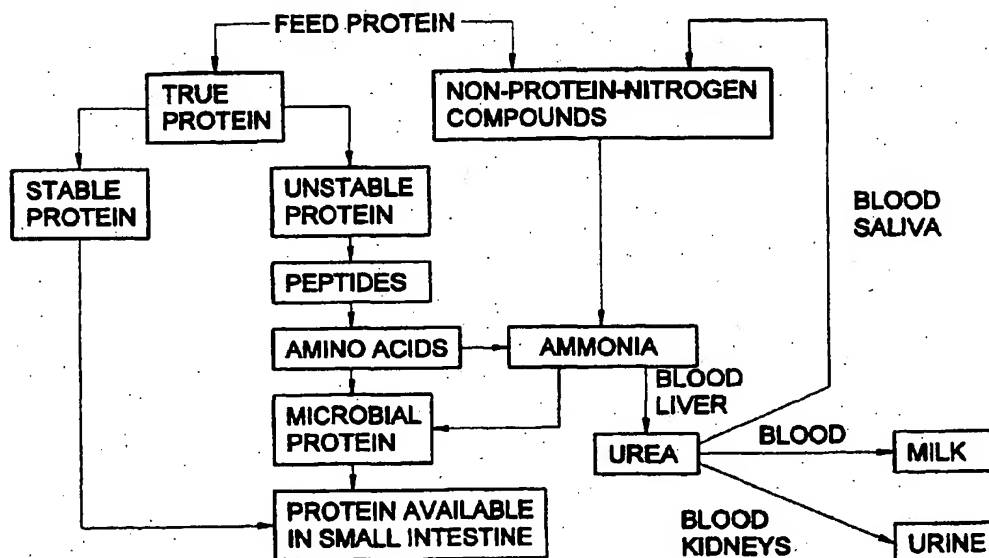 FEED PROTEIN
TRUE
PROTEIN
NON-PROTEIN-NITROGEN
COMPOUNDS
STABLE
PROTEIN
UNSTABLE
PROTEIN
BLOOD
SALIVA
PEPTIDES
AMINO ACIDS
AMMONIA
BLOOD
LIVER
MICROBIAL
PROTEIN
UREA
BLOOD
MILK
PROTEIN AVAILABLE
IN SMALL INTESTINE
BLOOD
KIDNEYS
URINE